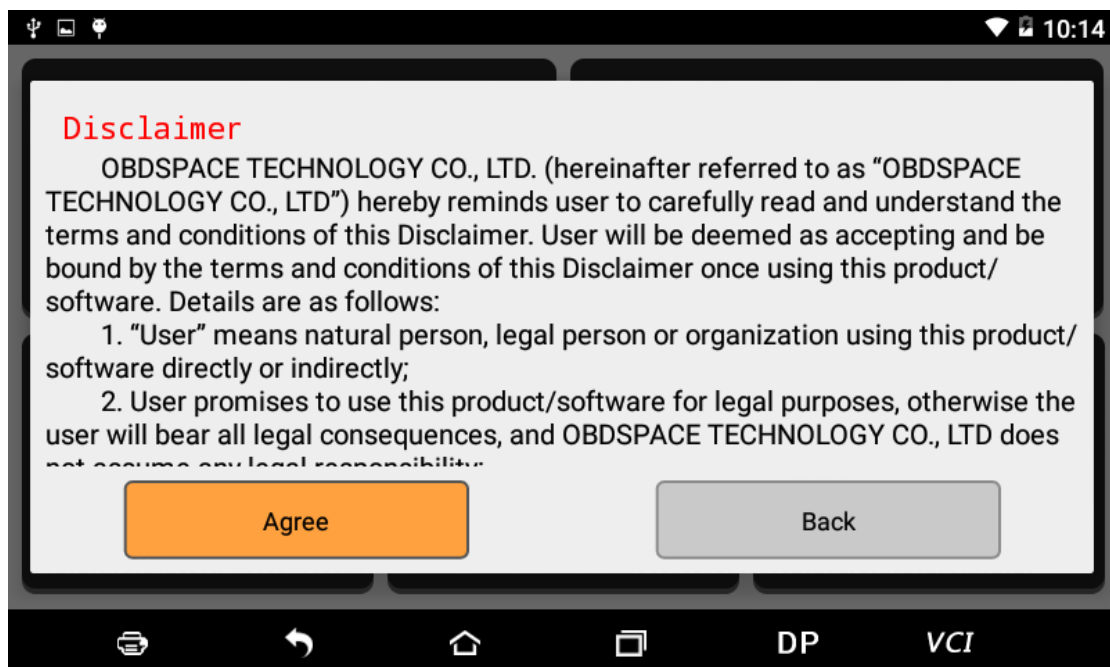 10:14
Disclaimer
OBDSPACE TECHNOLOGY CO., LTD. (hereinafter referred to as “OBDSPACE
TECHNOLOGY CO., LTD”) hereby reminds user to carefully read and understand the
terms and conditions of this Disclaimer. User will be deemed as accepting and be
bound by the terms and conditions of this Disclaimer once using this product/
software. Details are as follows:
1. “User” means natural person, legal person or organization using this product/
software directly or indirectly;
2. User promises to use this product/software for legal purposes, otherwise the
user will bear all legal consequences, and OBDSPACE TECHNOLOGY CO., LTD does
not assume any legal responsibility;
Agree
Back
DP
VCI